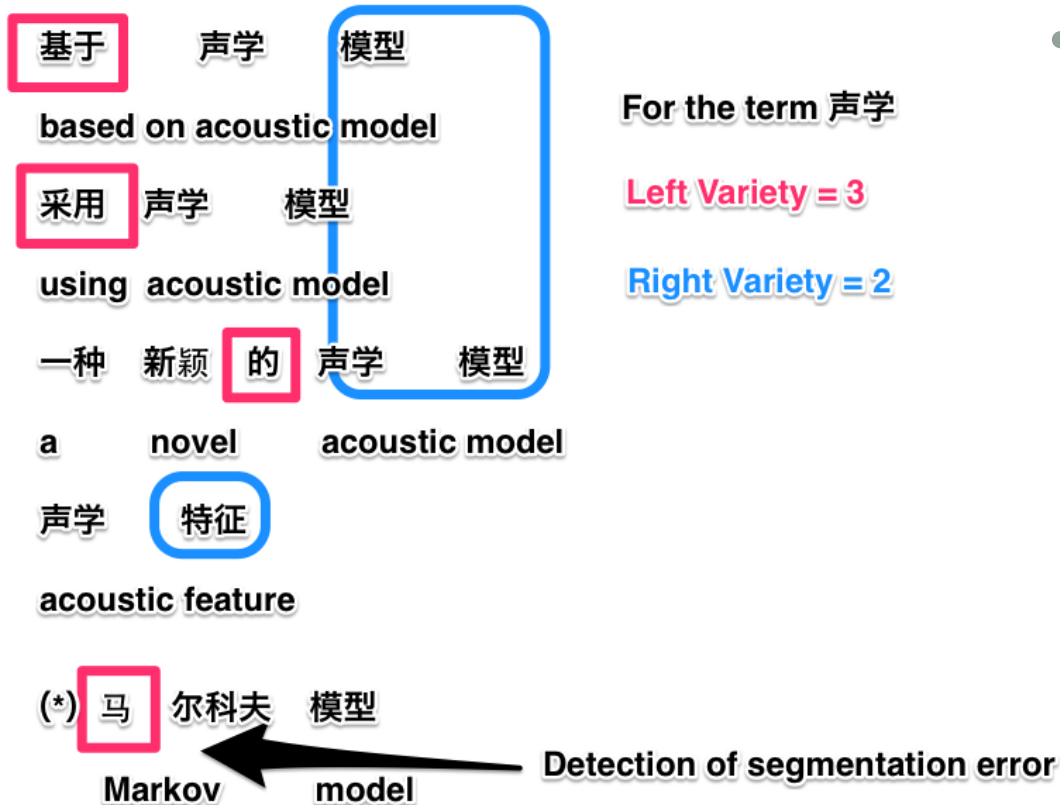 基于 声学 模型
based on acoustic model
采用 声学 模型
using acoustic model
一种 新颖 的 声学 模型
a novel acoustic model
声学 特征
acoustic feature
(*) 马 尔科夫 模型
Markov model
For the term 声学
Left Variety = 3
Right Variety = 2
Detection of segmentation error